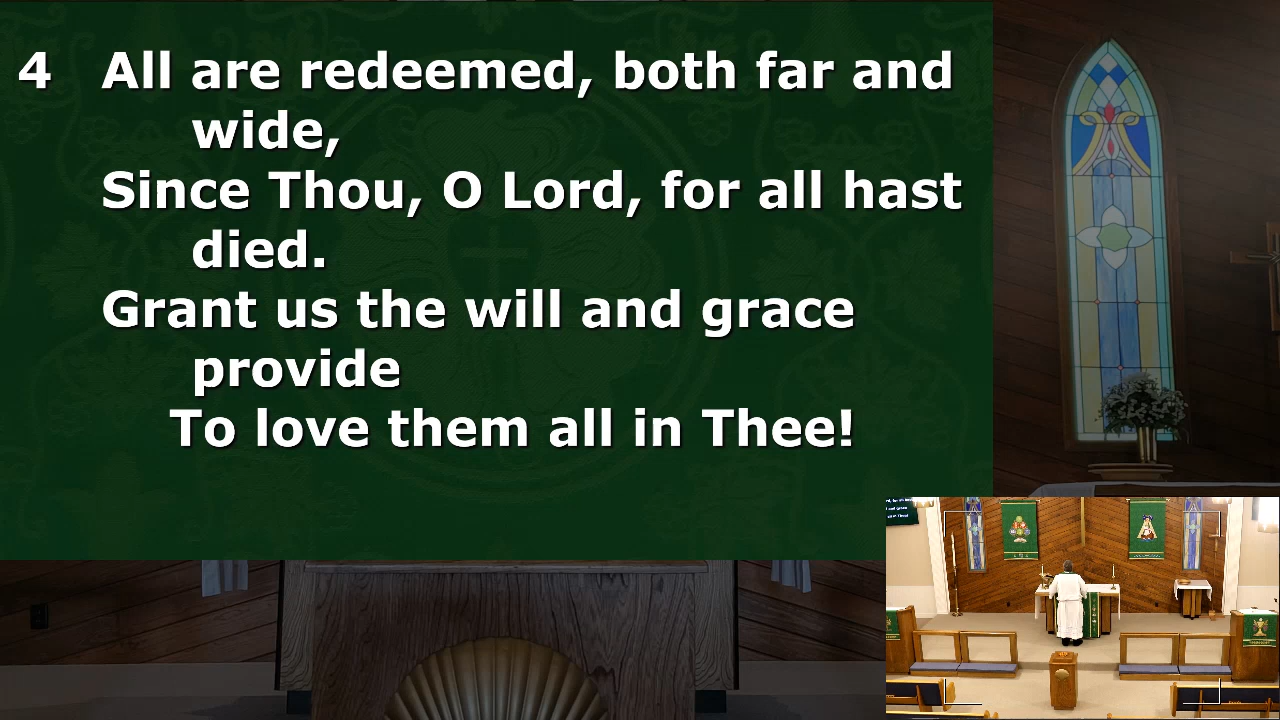 4 All are redeemed, both far and
wide,
Since Thou, O Lord, for all hast
died.
Grant us the will and grace
provide
To love them all in Thee!